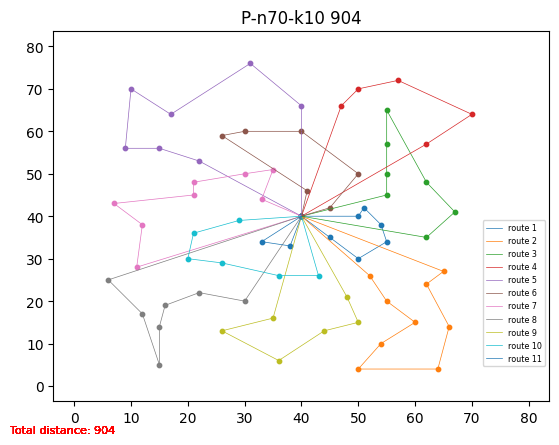 P-n70-k10 904
80
70
60
50
40
30
20
10
0
0 10 20 30 40 50 60 70 80
route 1
route 2
route 3
route 4
route 5
route 6
route 7
route 8
route 9
route 10
route 11
Total distance: 904